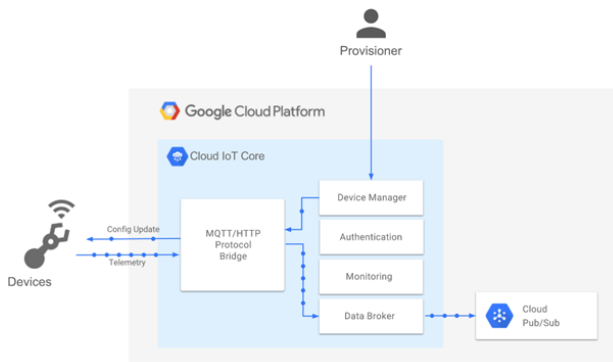 Provisioner
Google Cloud Platform
Cloud IoT Core
Device Manager
Config Update
MQTT/HTTP
Protocol
Bridge
Authentication
Telemetry
Devices
Monitoring
Data Broker
Cloud
Pub/Sub